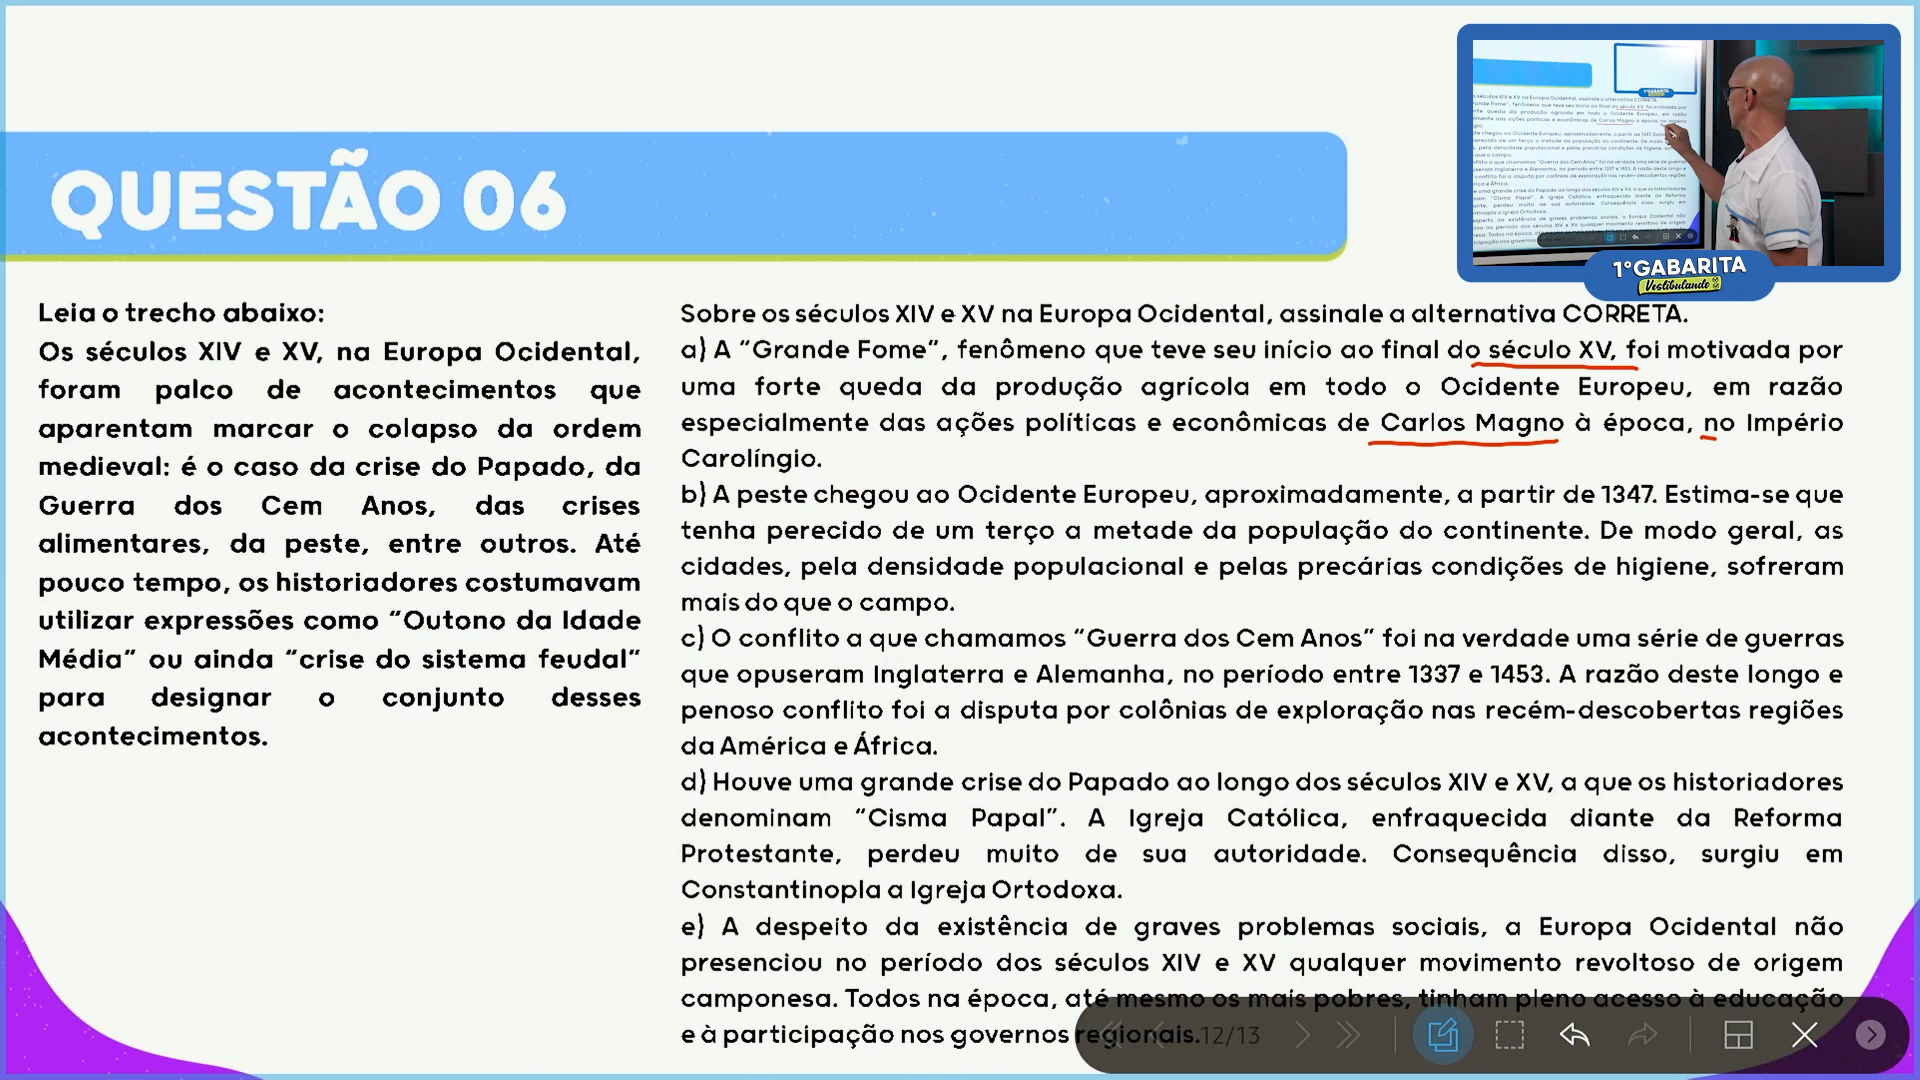 QUESTÃO 06
1°GABARITA
Vestibulando
Leia o trecho abaixo:
Os séculos XIV e XV, na Europa Ocidental,
foram palco de acontecimentos que
aparentam marcar o colapso da ordem
medieval: é o caso da crise do Papado, da
Guerra dos Cem Anos, das crises
alimentares, da peste, entre outros. Até
pouco tempo, os historiadores costumavam
utilizar expressões como “Outono da Idade
Média” ou ainda “crise do sistema feudal”
para designar o conjunto desses
acontecimentos.
Sobre os séculos XIV e XV na Europa Ocidental, assinale a alternativa CORRETA.
a) A “Grande Fome”, fenômeno que teve seu início ao final do século XV, foi motivada por
uma forte queda da produção agrícola em todo o Ocidente Europeu, em razão
especialmente das ações políticas e econômicas de Carlos Magno à época, no Império
Carolíngio.
b) A peste chegou ao Ocidente Europeu, aproximadamente, a partir de 1347. Estima-se que
tenha perecido de um terço a metade da população do continente. De modo geral, as
cidades, pela densidade populacional e pelas precárias condições de higiene, sofreram
mais do que o campo.
c) O conflito a que chamamos “Guerra dos Cem Anos” foi na verdade uma série de guerras
que opuseram Inglaterra e Alemanha, no período entre 1337 e 1453. A razão deste longo e
penoso conflito foi a disputa por colônias de exploração nas recém-descobertas regiões
da América e África.
d) Houve uma grande crise do Papado ao longo dos séculos XIV e XV, a que os historiadores
denominam “Cisma Papal”. A Igreja Católica, enfraquecida diante da Reforma
Protestante, perdeu muito de sua autoridade. Consequência disso, surgiu em
Constantinopla a Igreja Ortodoxa.
e) A despeito da existência de graves problemas sociais, a Europa Ocidental não
presenciou no período dos séculos XIV e XV qualquer movimento revoltoso de origem
camponesa. Todos na época, até mesmo os mais pobres, tinham pleno acesso à educação
e à participação nos governos regionais.
12/13